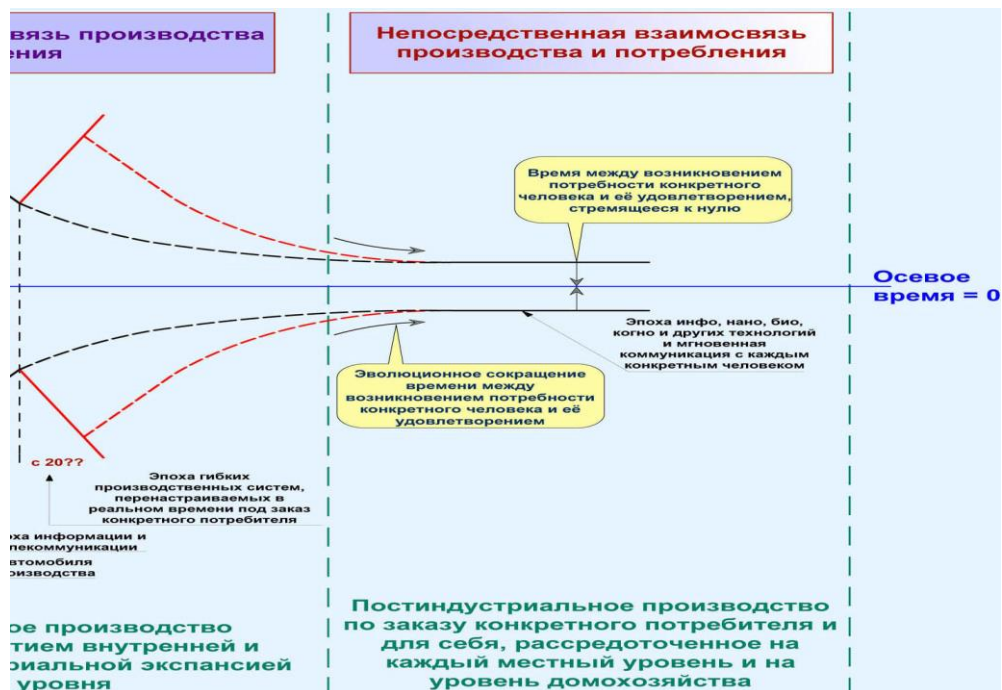 вязь производства
ения
Непосредственная взаимосвязь
производства и потребления
Время между возникновением
потребности конкретного
человека и её удовлетворением,
стремящееся к нулю
Осевое
время = 0
Эпоха инфо, нано, био,
когно и других технологий
и мгновенная
коммуникация с каждым
конкретным человеком
Эволюционное сокращение
времени между
возникновением потребности
конкретного человека и её
удовлетворением
с 20??
Эпоха гибких
производственных систем,
перенастраиваемых в
реальном времени под заказ
конкретного потребителя
оха информации и
лекоммуникации
втомобиля
оизводства
ое производство
тием внутренней и
риальной экспансией
уровня
Постиндустриальное производство
по заказу конкретного потребителя и
для себя, рассредоточенное на
каждый местный уровень и на
уровень домохозяйства